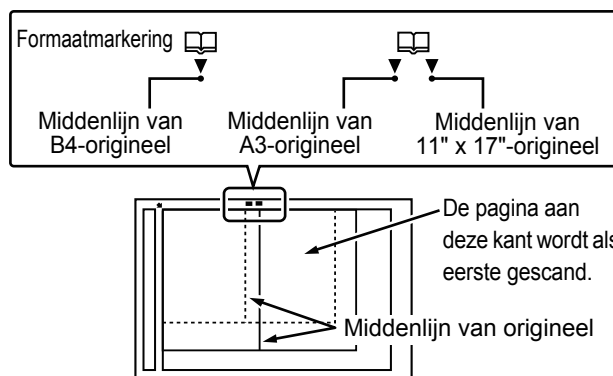 Formaatmarkering
Middenlijn van
B4-origineel
Middenlijn van
A3-origineel
Middenlijn van
11" x 17"-origineel
De pagina aan
deze kant wordt als
eerste gescand.
Middenlijn van origineel